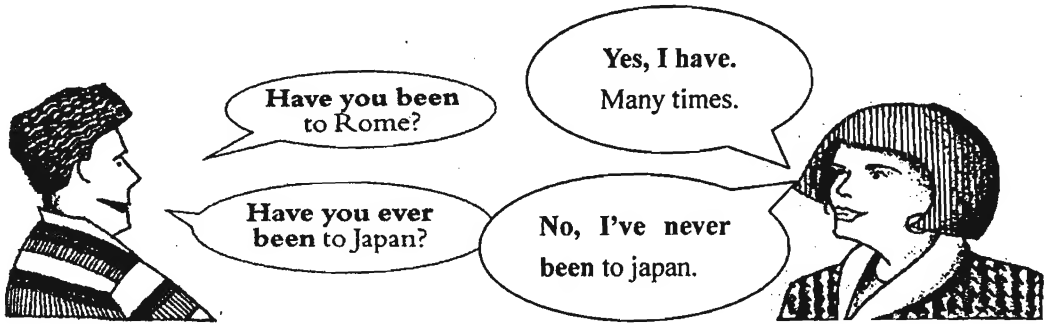 Have you been
to Rome?
Yes, I have.
Many times.
Have you ever
been to Japan?
No, I've never
been to japan.